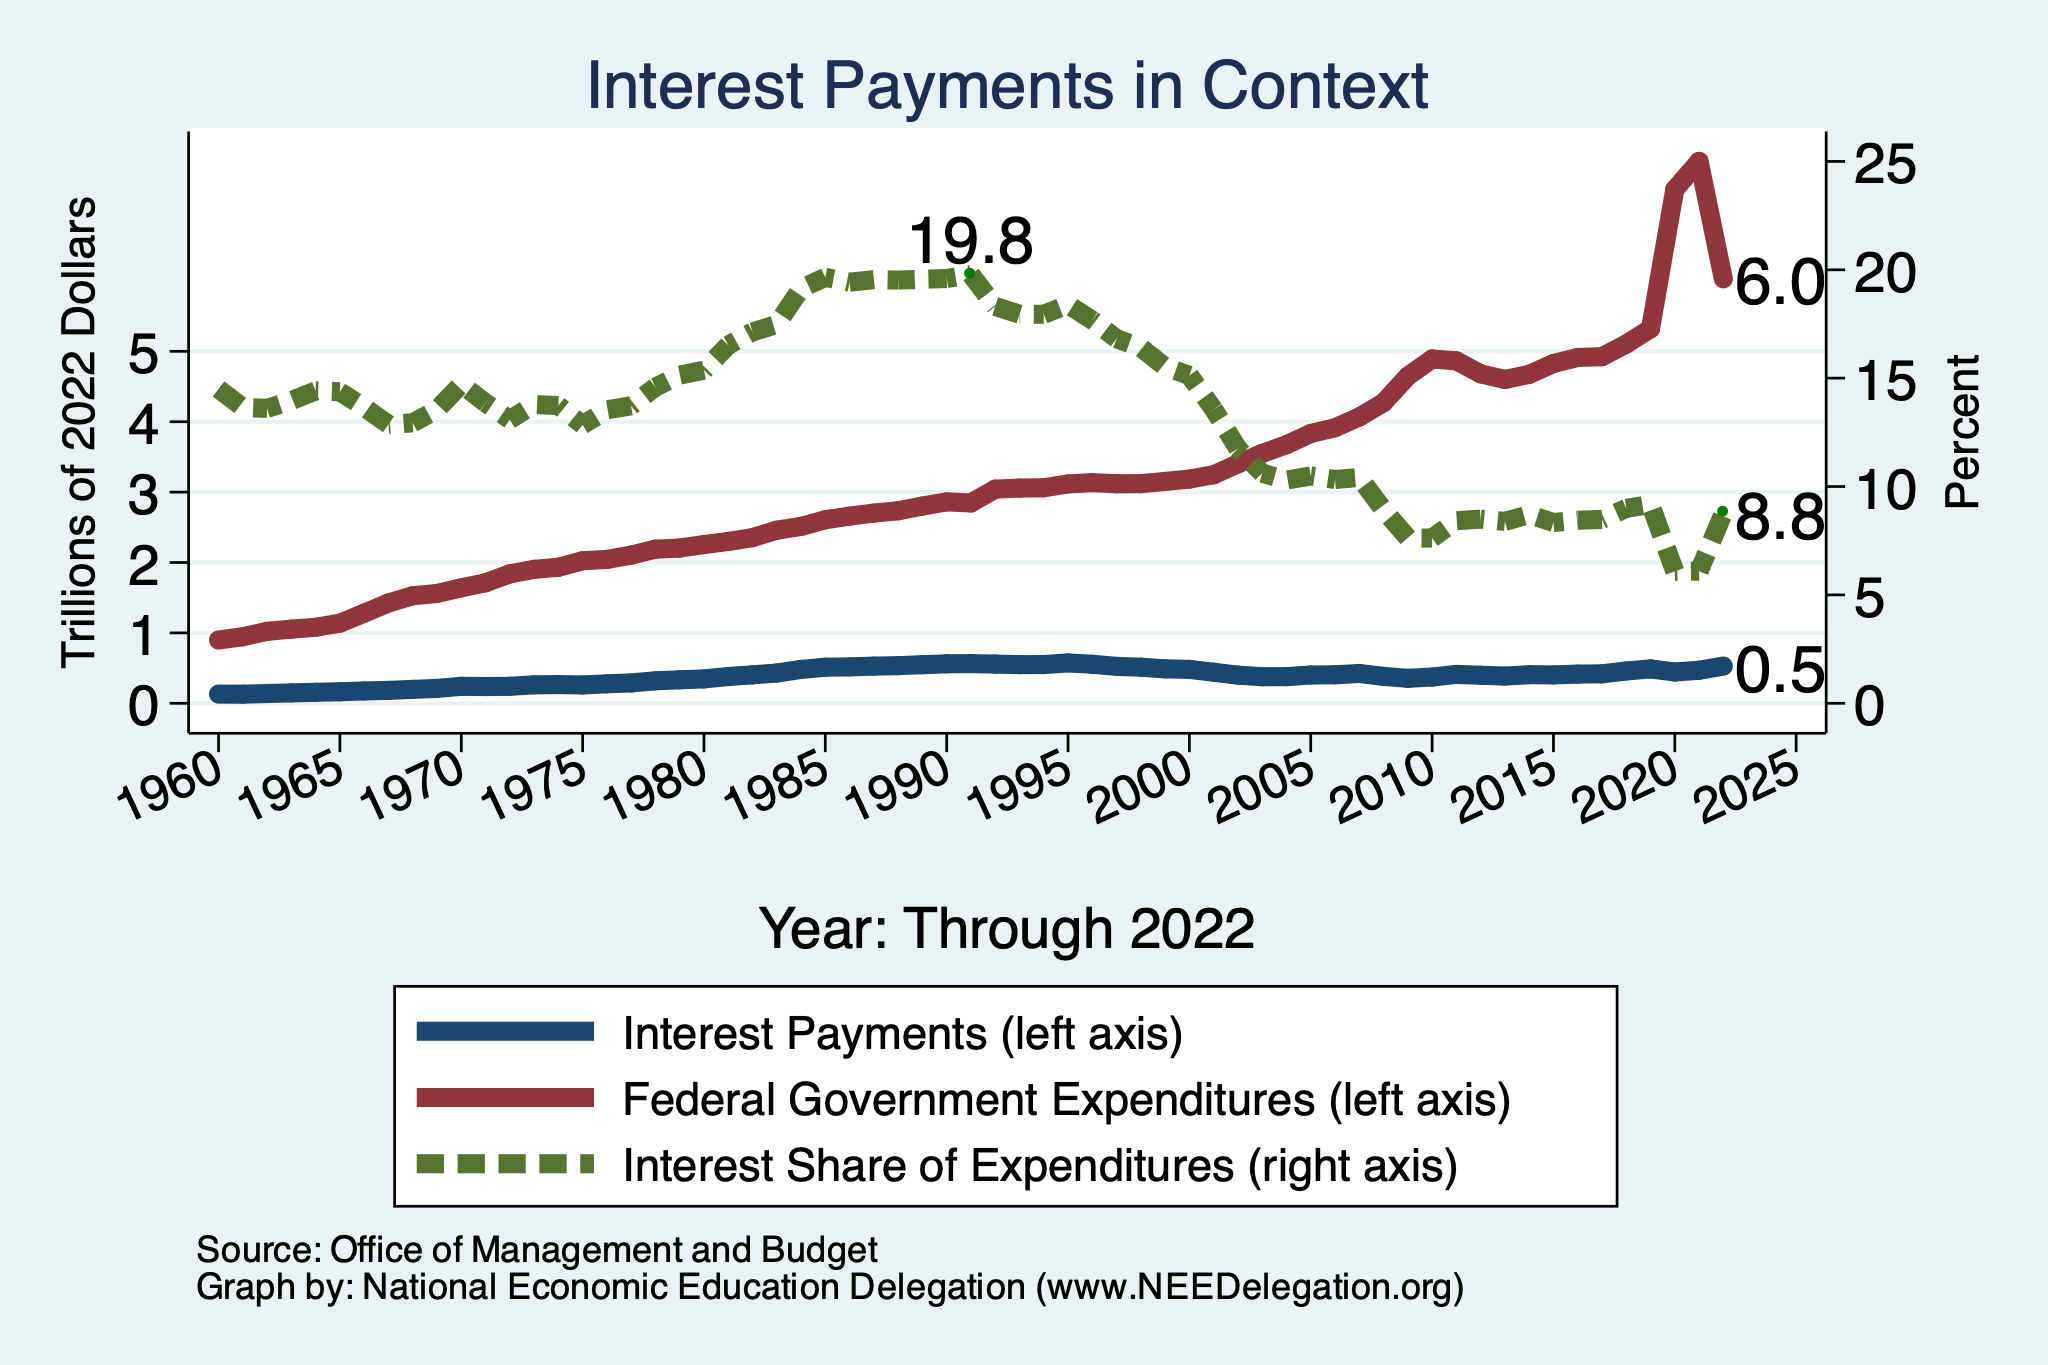 Interest Payments in Context
Trillions of 2022 Dollars
5
4
3
2
1
0
19.8
6.0
8.8
0.5
25
20
15
10
5
0
Percent
1960 1965 1970 1975 1980 1985 1990 1995 2000 2005 2010 2015 2020 2025
Year: Through 2022
Interest Payments (left axis)
Federal Government Expenditures (left axis)
Interest Share of Expenditures (right axis)
Source: Office of Management and Budget
Graph by: National Economic Education Delegation (www.NEEDelegation.org)